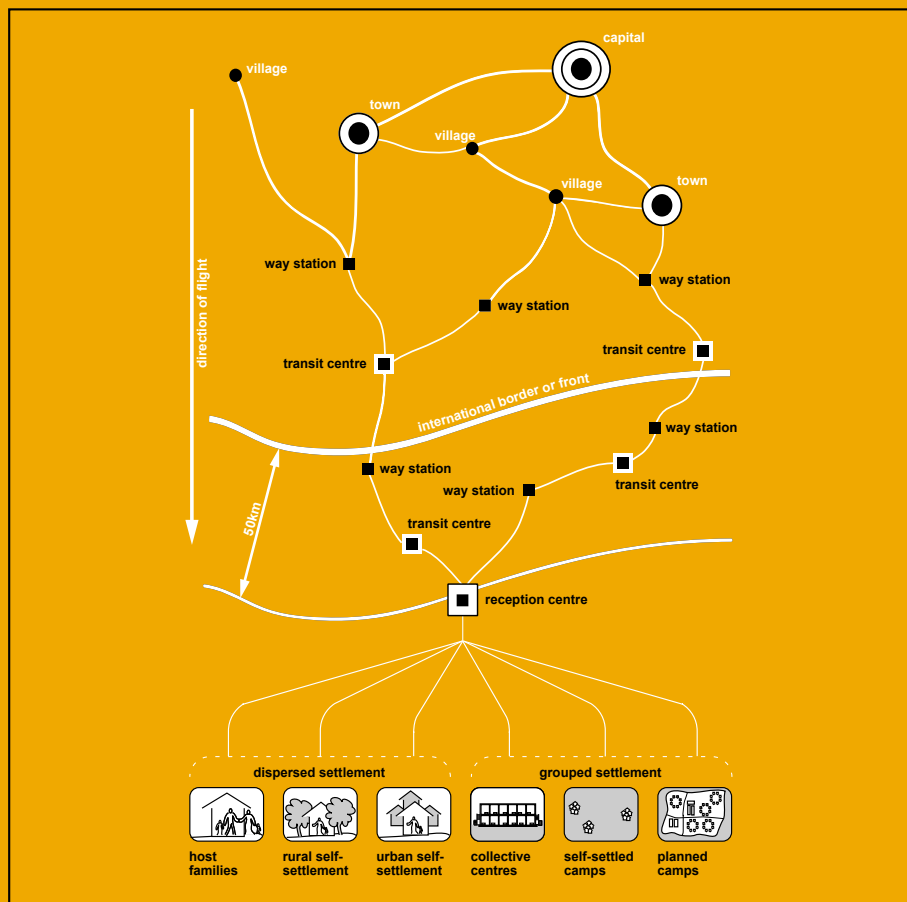 capital
village
town
village
village
town
direction of flight
way station
way station
way station
transit centre
transit centre
international border or front
way station
way station
way station
transit centre
50km
transit centre
reception centre
dispersed settlement
grouped settlement
host
families
rural self-
settlement
urban self-
settlement
collective
centres
self-settled
camps
planned
camps